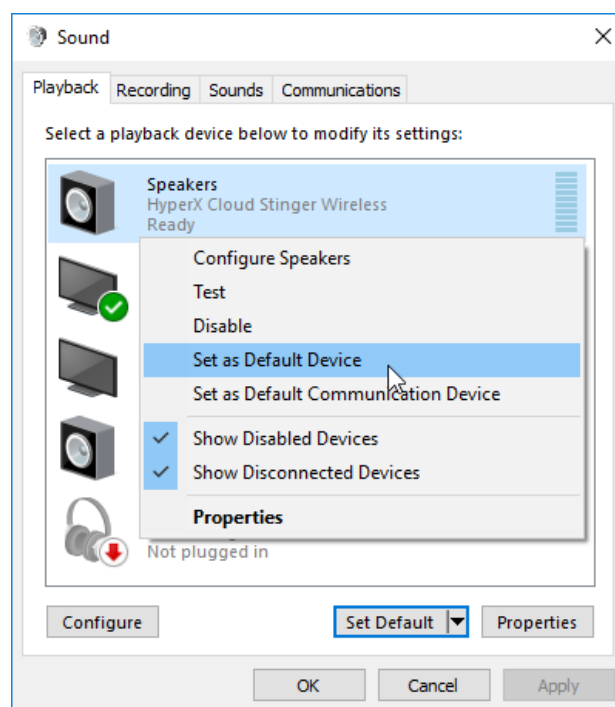 Sound
Playback Recording Sounds Communications
Select a playback device below to modify its settings:
Speakers
HyperX Cloud Stinger Wireless
Ready
Configure Speakers
Test
Disable
Set as Default Device
Set as Default Communication Device
Show Disabled Devices
Show Disconnected Devices
Properties
Not plugged in
Configure Set Default Properties
OK Cancel Apply